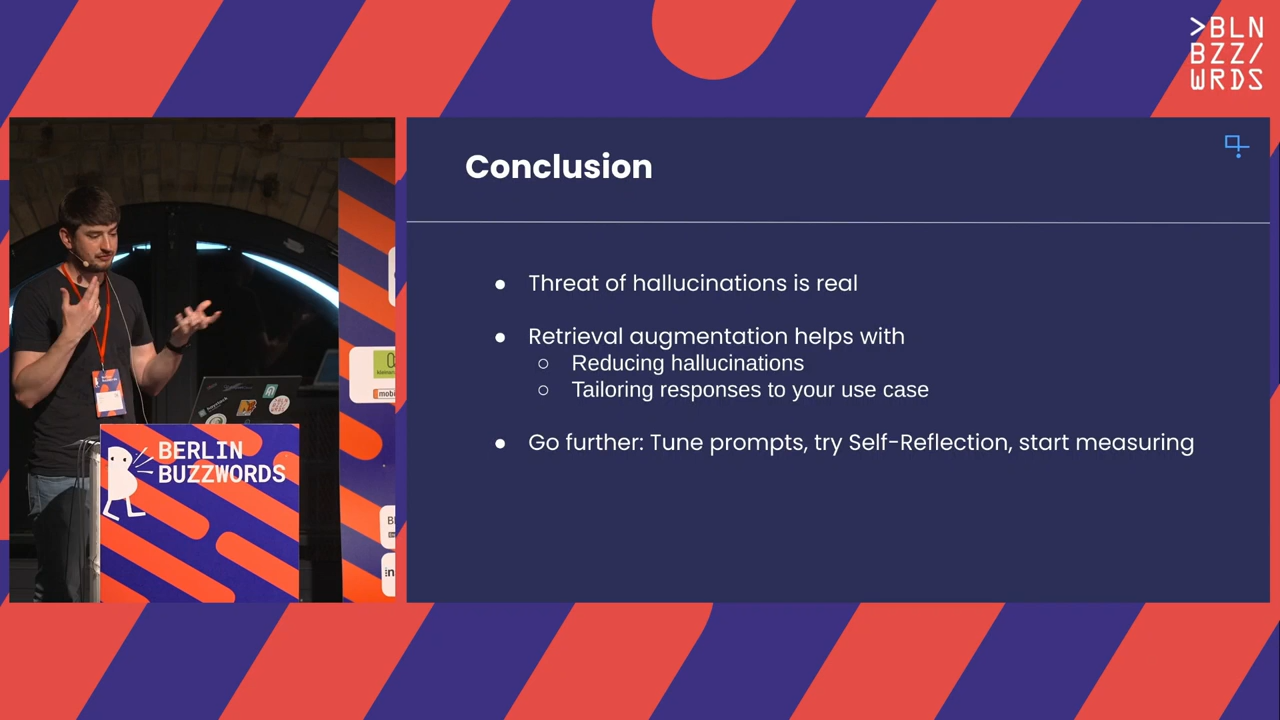 >BLN
BZZ/
WRDS
Conclusion
● Threat of hallucinations is real
● Retrieval augmentation helps with
○ Reducing hallucinations
○ Tailoring responses to your use case
● Go further: Tune prompts, try Self-Reflection, start measuring
BERLIN
BUZZWORDS